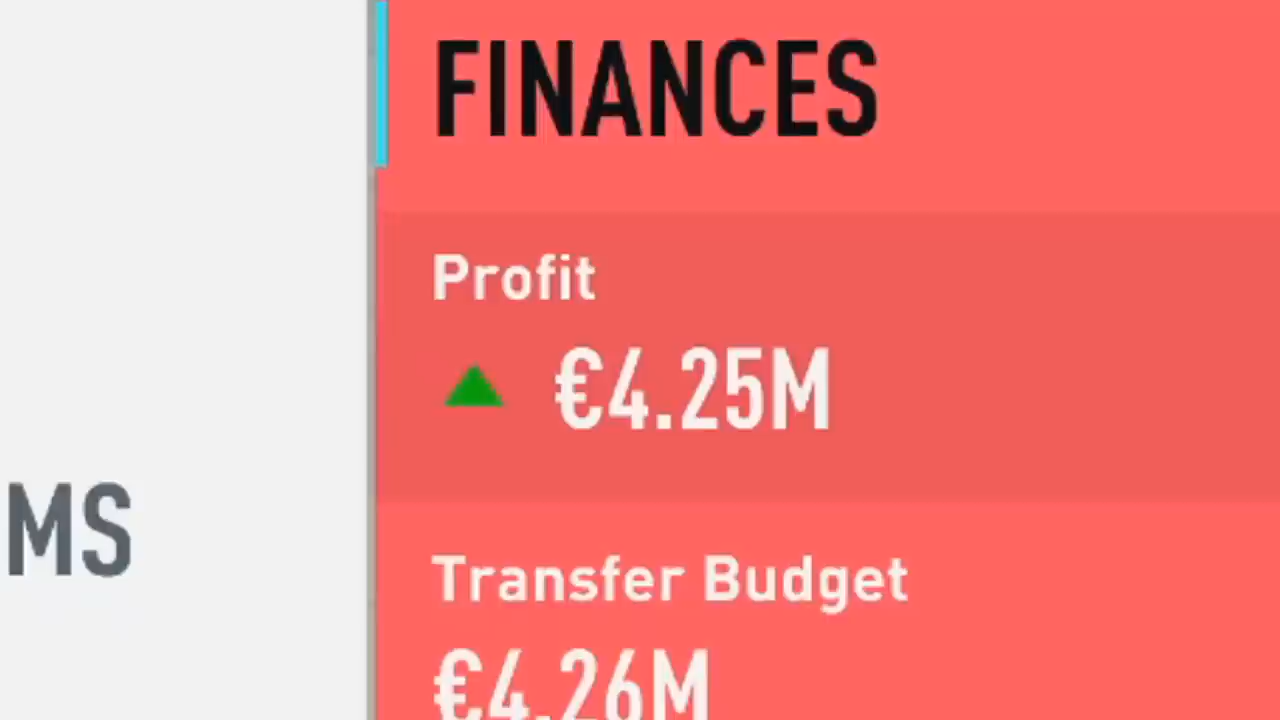 FINANCES
Profit
€4.25M
MS
Transfer Budget
€4.26M